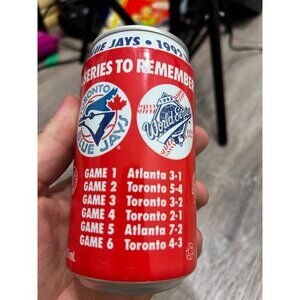 BLUE JAYS • 1992
SERIES TO REMEMBER
TORONTO
BLUE JAYS
World Series
GAME 1 Atlanta 3-1
GAME 2 Toronto 5-4
GAME 3 Toronto 3-2
GAME 4 Toronto 2-1
GAME 5 Atlanta 7-2
GAME 6 Toronto 4-3
mL